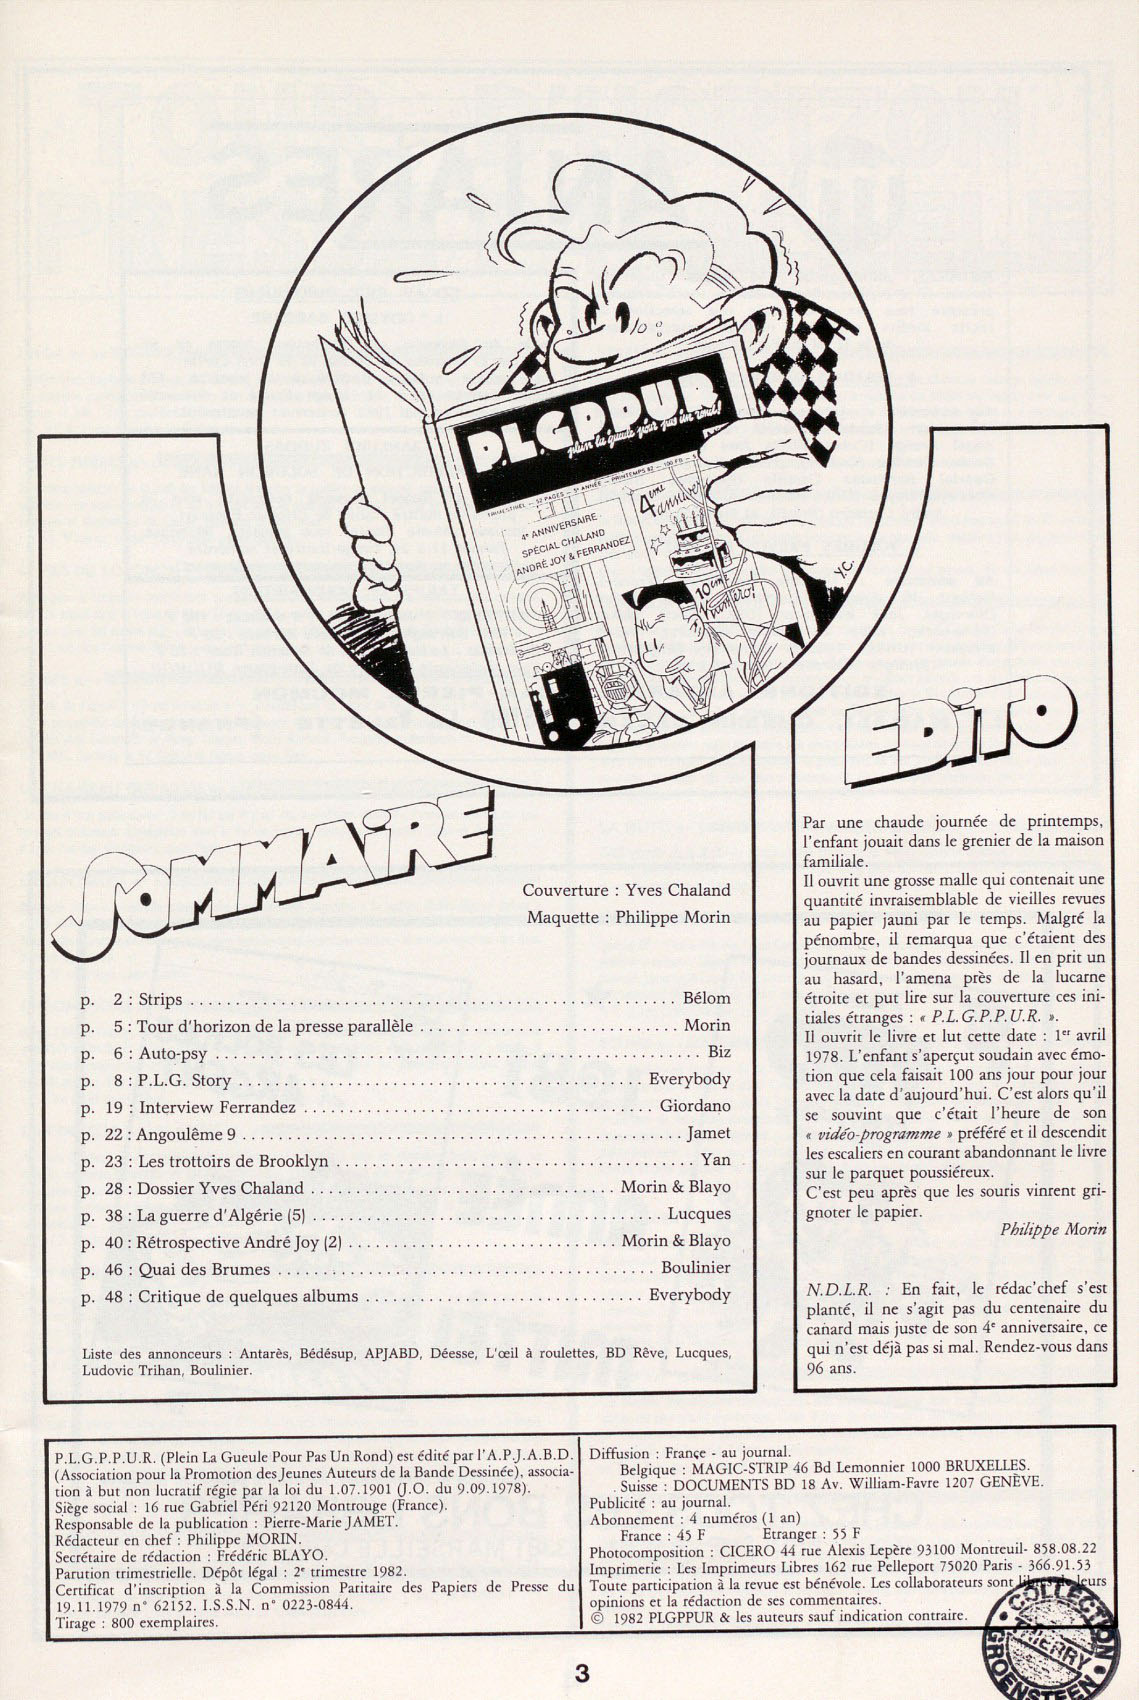 P.L.G.PPUR
plein la gueule pour pas un rond!
TRIMESTRIEL – 52 PAGES – 5e ANNÉE – PRINTEMPS 82 – 100 FB –
4e ANNIVERSAIRE
SPÉCIAL CHALAND
ANDRÉ JOY & FERRANDEZ
4ème anniver
10ème
Numéro!
Y.C.
SOMMAiRE
Couverture : Yves Chaland
Maquette : Philippe Morin
p. 2 : Strips ........ Bélom
p. 5 : Tour d'horizon de la presse parallèle ........ Morin
p. 6 : Auto-psy ........ Biz
p. 8 : P.L.G. Story ........ Everybody
p. 19 : Interview Ferrandez ........ Giordano
p. 22 : Angoulême 9 ........ Jamet
p. 23 : Les trottoirs de Brooklyn ........ Yan
p. 28 : Dossier Yves Chaland ........ Morin & Blayo
p. 38 : La guerre d'Algérie (5) ........ Lucques
p. 40 : Rétrospective André Joy (2) ........ Morin & Blayo
p. 46 : Quai des Brumes ........ Boulinier
p. 48 : Critique de quelques albums ........ Everybody
Liste des annonceurs : Antarès, Bédésup, APJABD, Déesse, L'œil à roulettes, BD Rêve, Lucques,
Ludovic Trihan, Boulinier.
EDiTO
Par une chaude journée de printemps,
l'enfant jouait dans le grenier de la maison
familiale.
Il ouvrit une grosse malle qui contenait une
quantité invraisemblable de vieilles revues
au papier jauni par le temps. Malgré la
pénombre, il remarqua que c'étaient des
journaux de bandes dessinées. Il en prit un
au hasard, l'amena près de la lucarne
étroite et put lire sur la couverture ces ini-
tiales étranges : « P.L.G.P.P.U.R. ».
Il ouvrit le livre et lut cette date : 1er avril
1978. L'enfant s'aperçut soudain avec émo-
tion que cela faisait 100 ans jour pour jour
avec la date d'aujourd'hui. C'est alors qu'il
se souvint que c'était l'heure de son
« vidéo-programme » préféré et il descendit
les escaliers en courant abandonnant le livre
sur le parquet poussiéreux.
C'est peu après que les souris vinrent gri-
gnoter le papier.
Philippe Morin
N.D.L.R. : En fait, le rédac'chef s'est
planté, il ne s'agit pas du centenaire du
canard mais juste de son 4e anniversaire, ce
qui n'est déjà pas si mal. Rendez-vous dans
96 ans.
P.L.G.P.P.U.R. (Plein La Gueule Pour Pas Un Rond) est édité par l'A.P.J.A.B.D.
(Association pour la Promotion des Jeunes Auteurs de la Bande Dessinée), associa-
tion à but non lucratif régie par la loi du 1.07.1901 (J.O. du 9.09.1978).
Siège social : 16 rue Gabriel Péri 92120 Montrouge (France).
Responsable de la publication : Pierre-Marie JAMET.
Rédacteur en chef : Philippe MORIN.
Secrétaire de rédaction : Frédéric BLAYO.
Parution trimestrielle. Dépôt légal : 2e trimestre 1982.
Certificat d'inscription à la Commission Paritaire des Papiers de Presse du
19.11.1979 n° 62152. I.S.S.N. n° 0223-0844.
Tirage : 800 exemplaires.
Diffusion : France - au journal.
Belgique : MAGIC-STRIP 46 Bd Lemonnier 1000 BRUXELLES.
Suisse : DOCUMENTS BD 18 Av. William-Favre 1207 GENÈVE.
Publicité : au journal.
Abonnement : 4 numéros (1 an)
France : 45 F Etranger : 55 F
Photocomposition : CICERO 44 rue Alexis Lepère 93100 Montreuil- 858.08.22
Imprimerie : Les Imprimeurs Libres 162 rue Pelleport 75020 Paris - 366.91.53
Toute participation à la revue est bénévole. Les collaborateurs sont libres de leurs
opinions et la rédaction de ses commentaires.
© 1982 PLGPPUR & les auteurs sauf indication contraire.
COLLECTION
THIERRY
GROENSTEEN
3